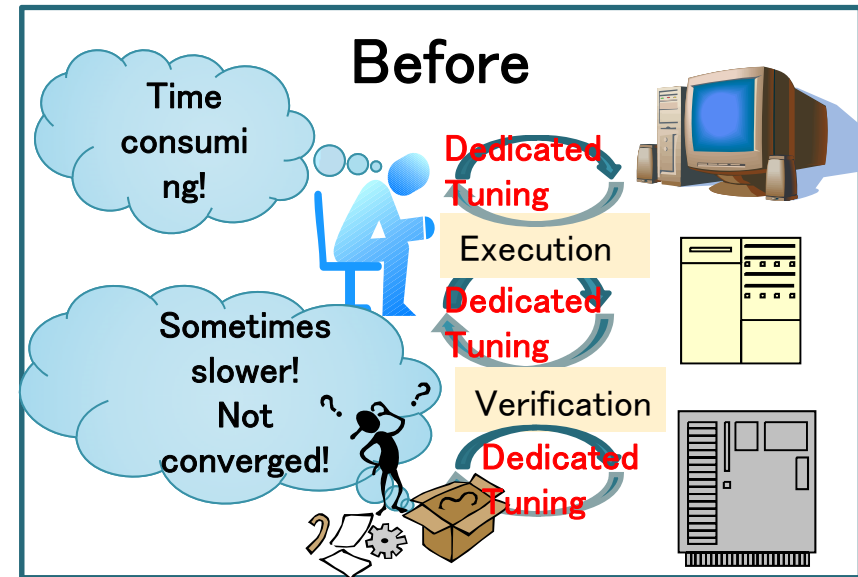 Before
Time
consumi
ng!
Dedicated
Tuning
Execution
Dedicated
Tuning
Sometimes
slower!
Not
converged!
? ?
Verification
Dedicated
Tuning